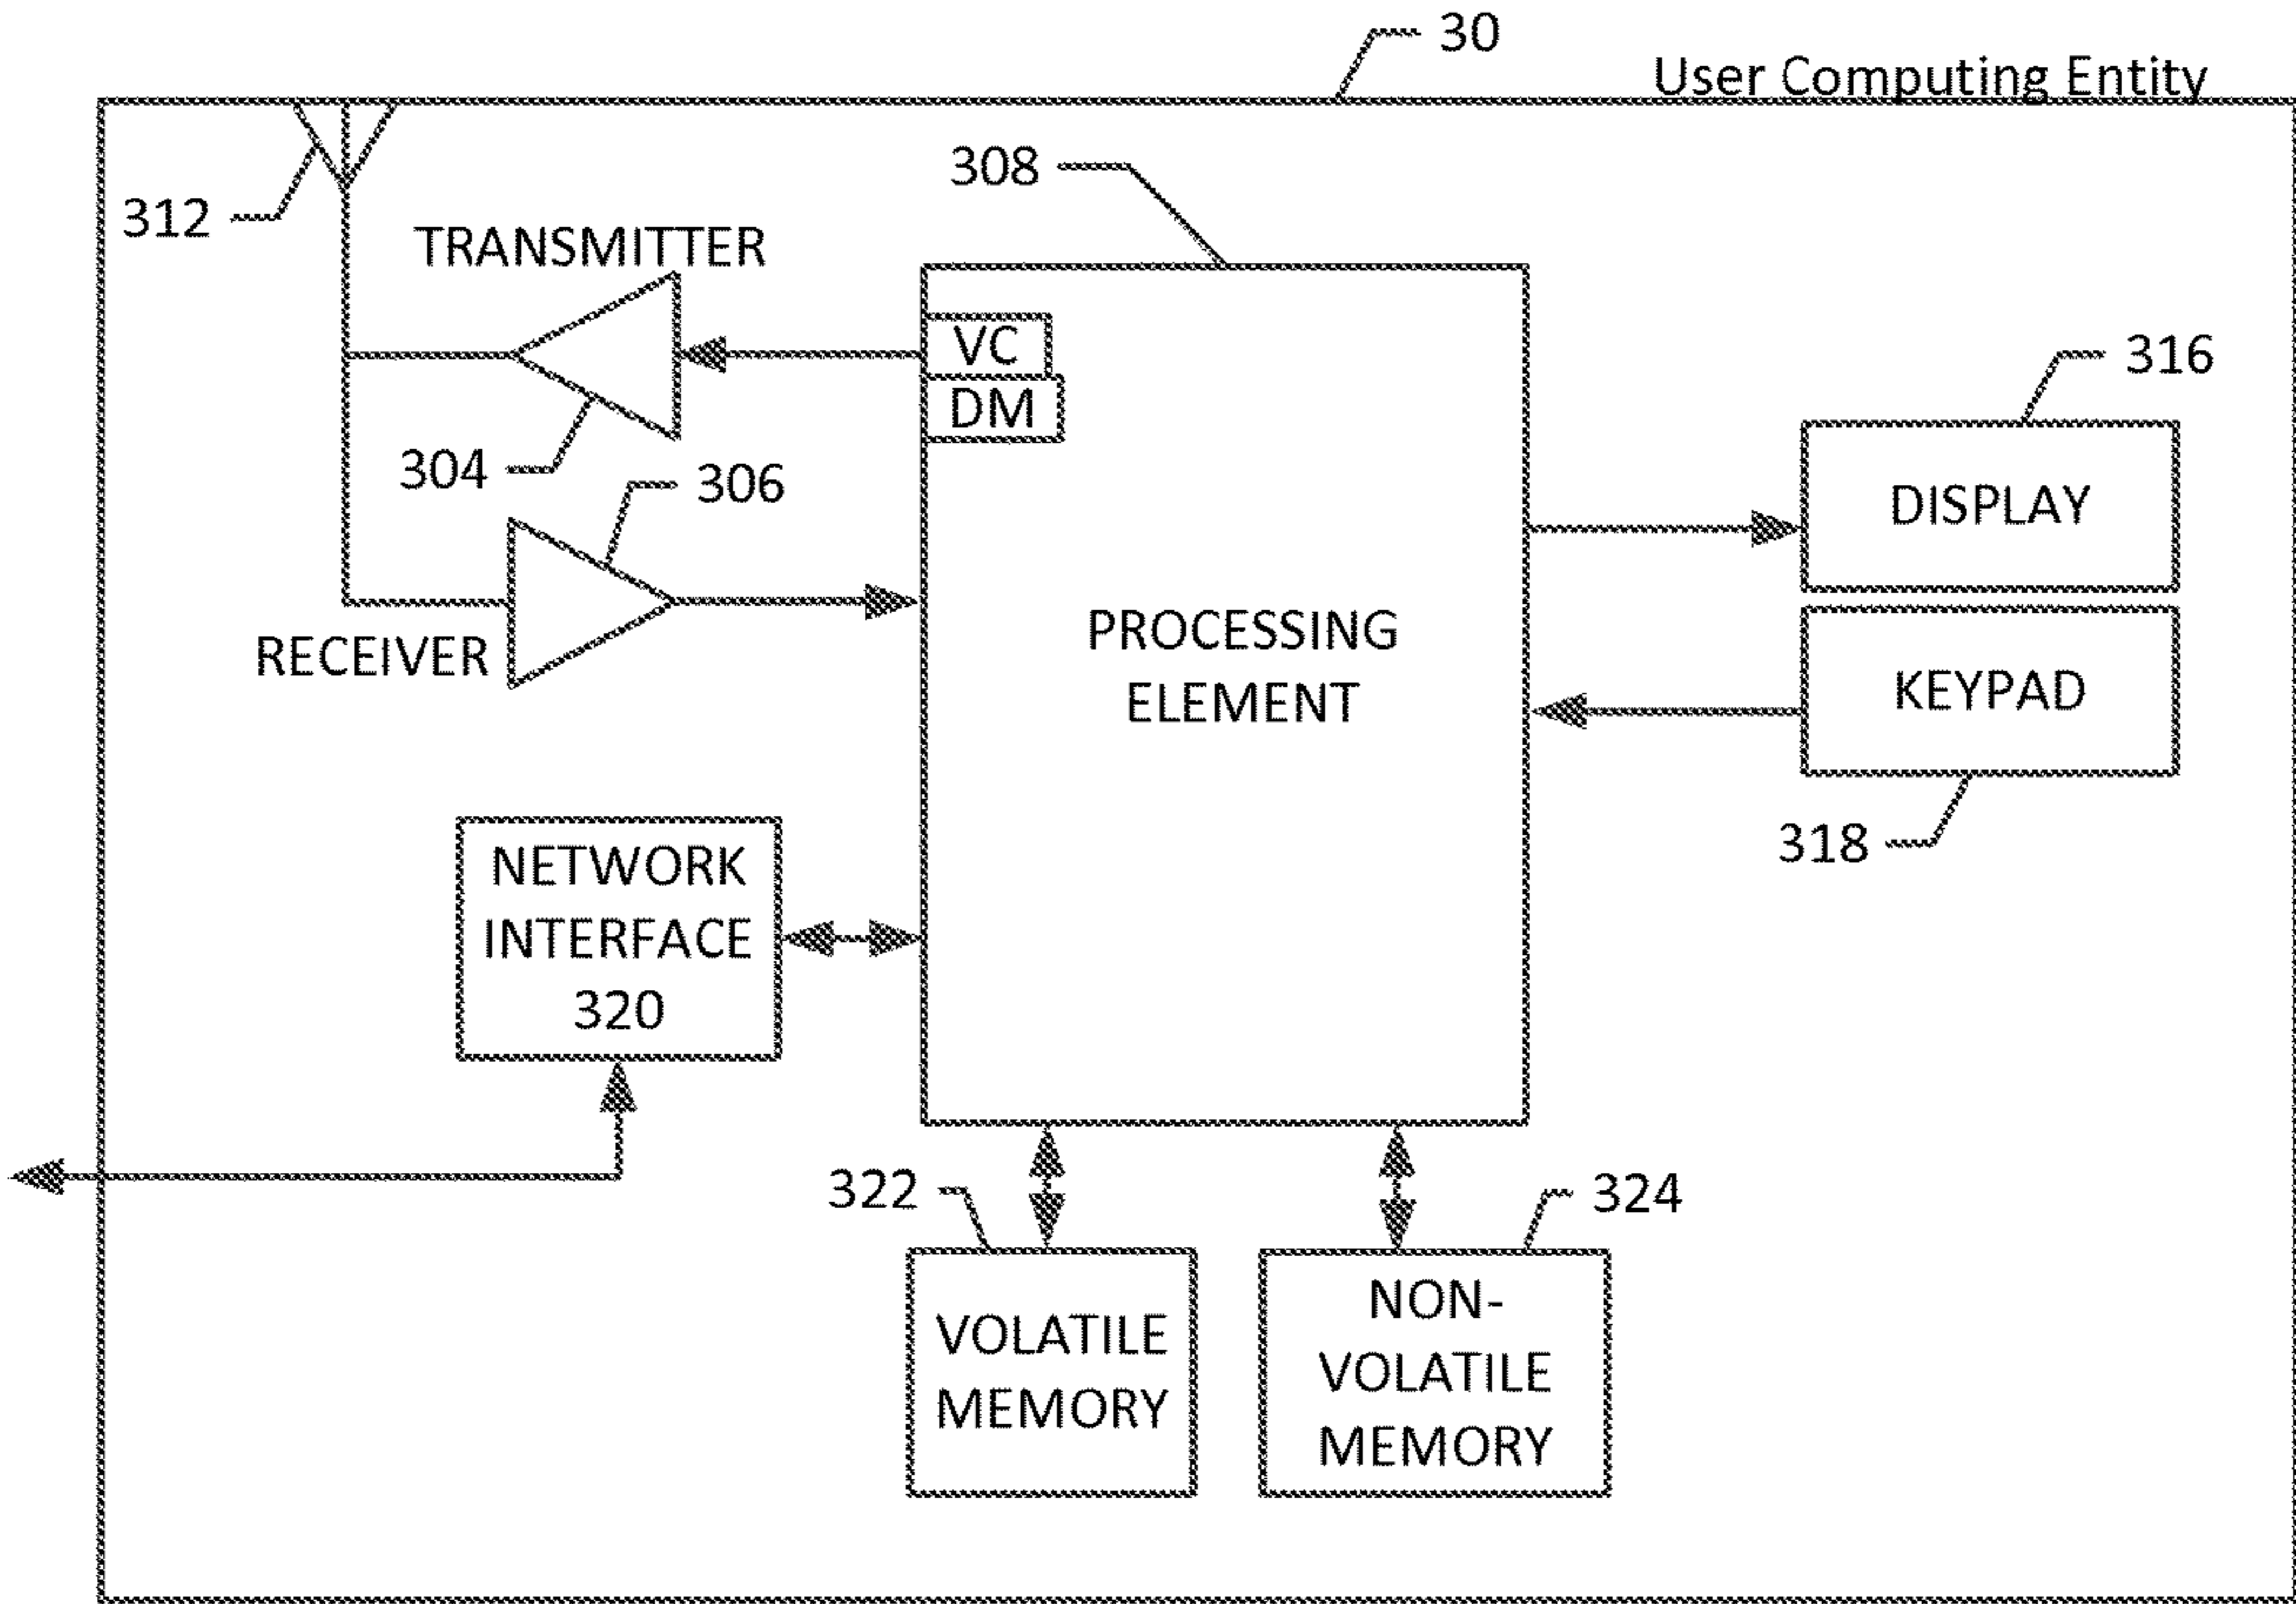 30
User Computing Entity
308
312
TRANSMITTER
VC
DM
316
304
306
DISPLAY
RECEIVER
PROCESSING
ELEMENT
KEYPAD
318
NETWORK
INTERFACE
320
322
324
VOLATILE
MEMORY
NON-
VOLATILE
MEMORY